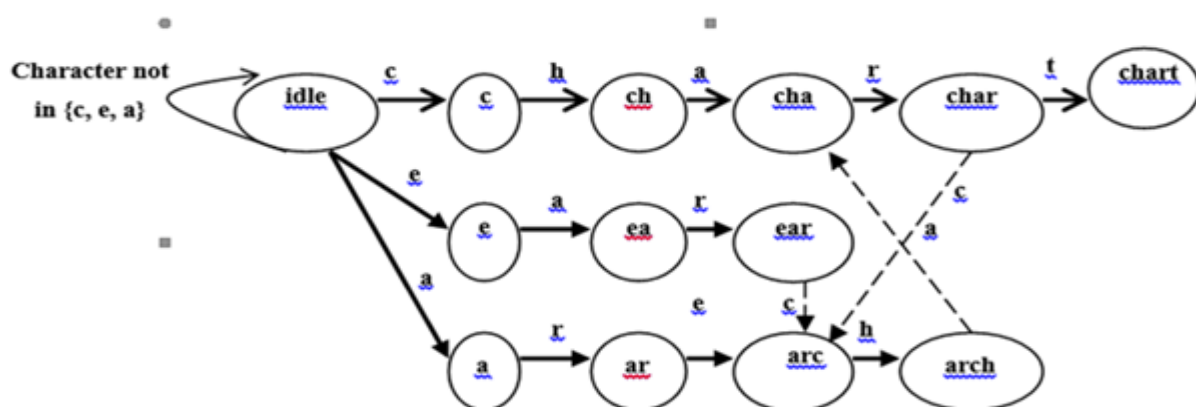 c h a r t
Character not
in {c, e, a}
idle c ch cha char chart
e a r c
e ea ear a
a e c
r h
a ar arc arch